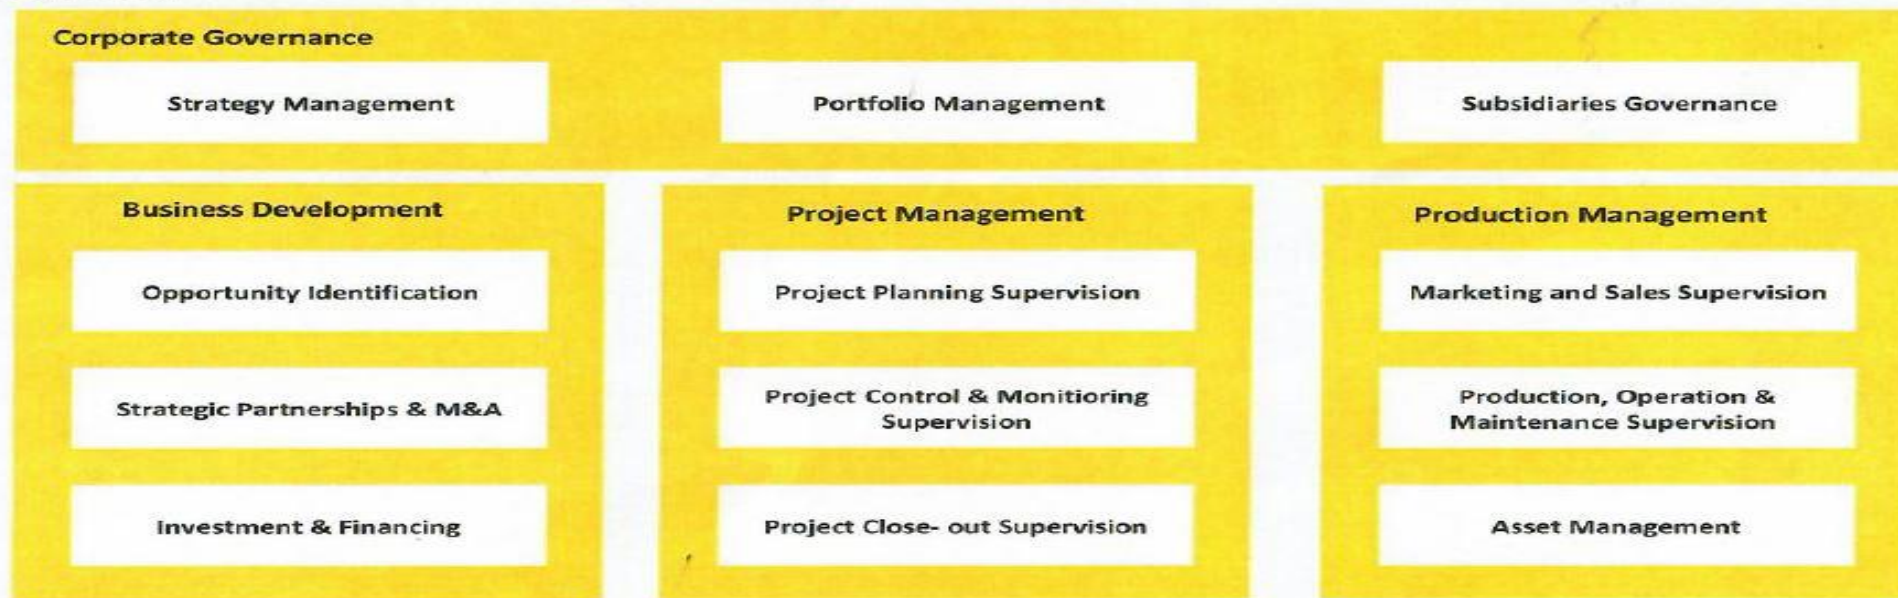 Corporate Governance
Strategy Management
Portfolio Management
Subsidiaries Governance
Business Development
Opportunity Identification
Strategic Partnerships & M&A
Investment & Financing
Project Management
Project Planning Supervision
Project Control & Monitioring
Supervision
Project Close- out Supervision
Production Management
Marketing and Sales Supervision
Production, Operation &
Maintenance Supervision
Asset Management